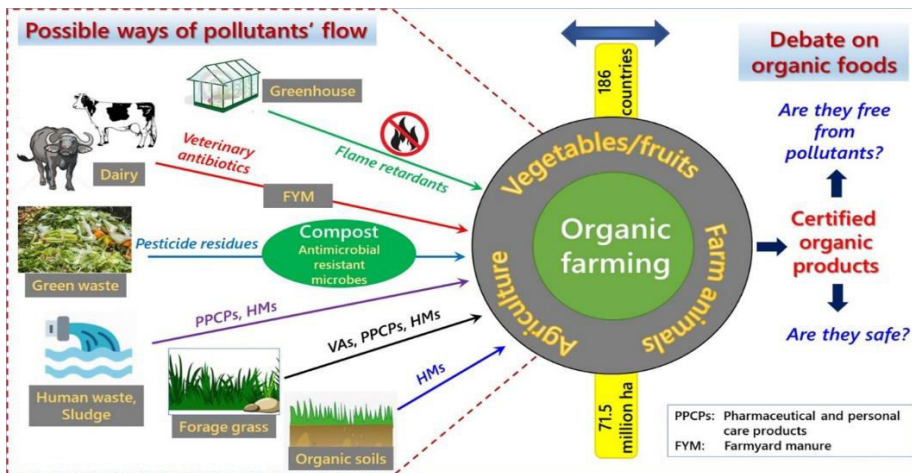 Possible ways of pollutants' flow
Greenhouse
Dairy
Veterinary
antibiotics
Flame retardants
FYM
Green waste
Pesticide residues
Compost
Antimicrobial
resistant
microbes
PPCPs, HMs
Human waste,
Sludge
VAs, PPCPs, HMs
Forage grass
HMs
Organic soils
186
countries
Vegetables/fruits
Farm animals
Agriculture
Organic
farming
71.5
million ha
Debate on
organic foods
Are they free
from
pollutants?
Certified
organic
products
Are they safe?
PPCPs: Pharmaceutical and personal
care products
FYM: Farmyard manure